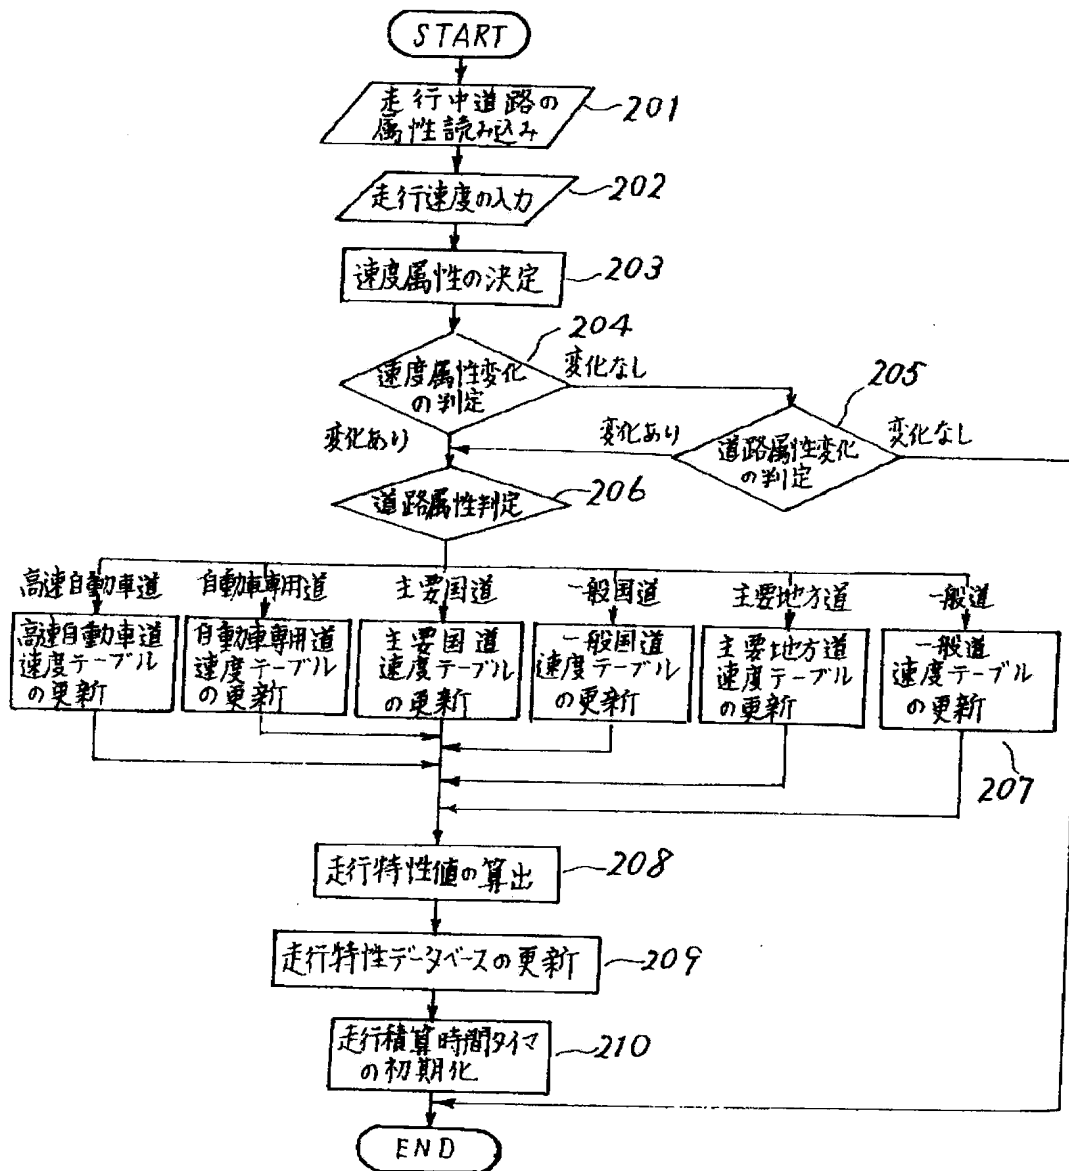 START
走行中道路の
属性読み込み
201
走行速度の入力
202
速度属性の決定
203
204
速度属性変化
の判定
変化なし
変化あり
205
道路属性変化
の判定
変化あり
変化なし
道路属性判定
206
高速自動車道
自動車専用道
主要国道
一般国道
主要地方道
一般道
高速自動車道
速度テーブル
の更新
自動車専用道
速度テーブル
の更新
主要国道
速度テーブル
の更新
一般国道
速度テーブル
の更新
主要地方道
速度テーブル
の更新
一般道
速度テーブル
の更新
207
走行特性値の算出
208
走行特性データベースの更新
209
走行積算時間タイマ
の初期化
210
END